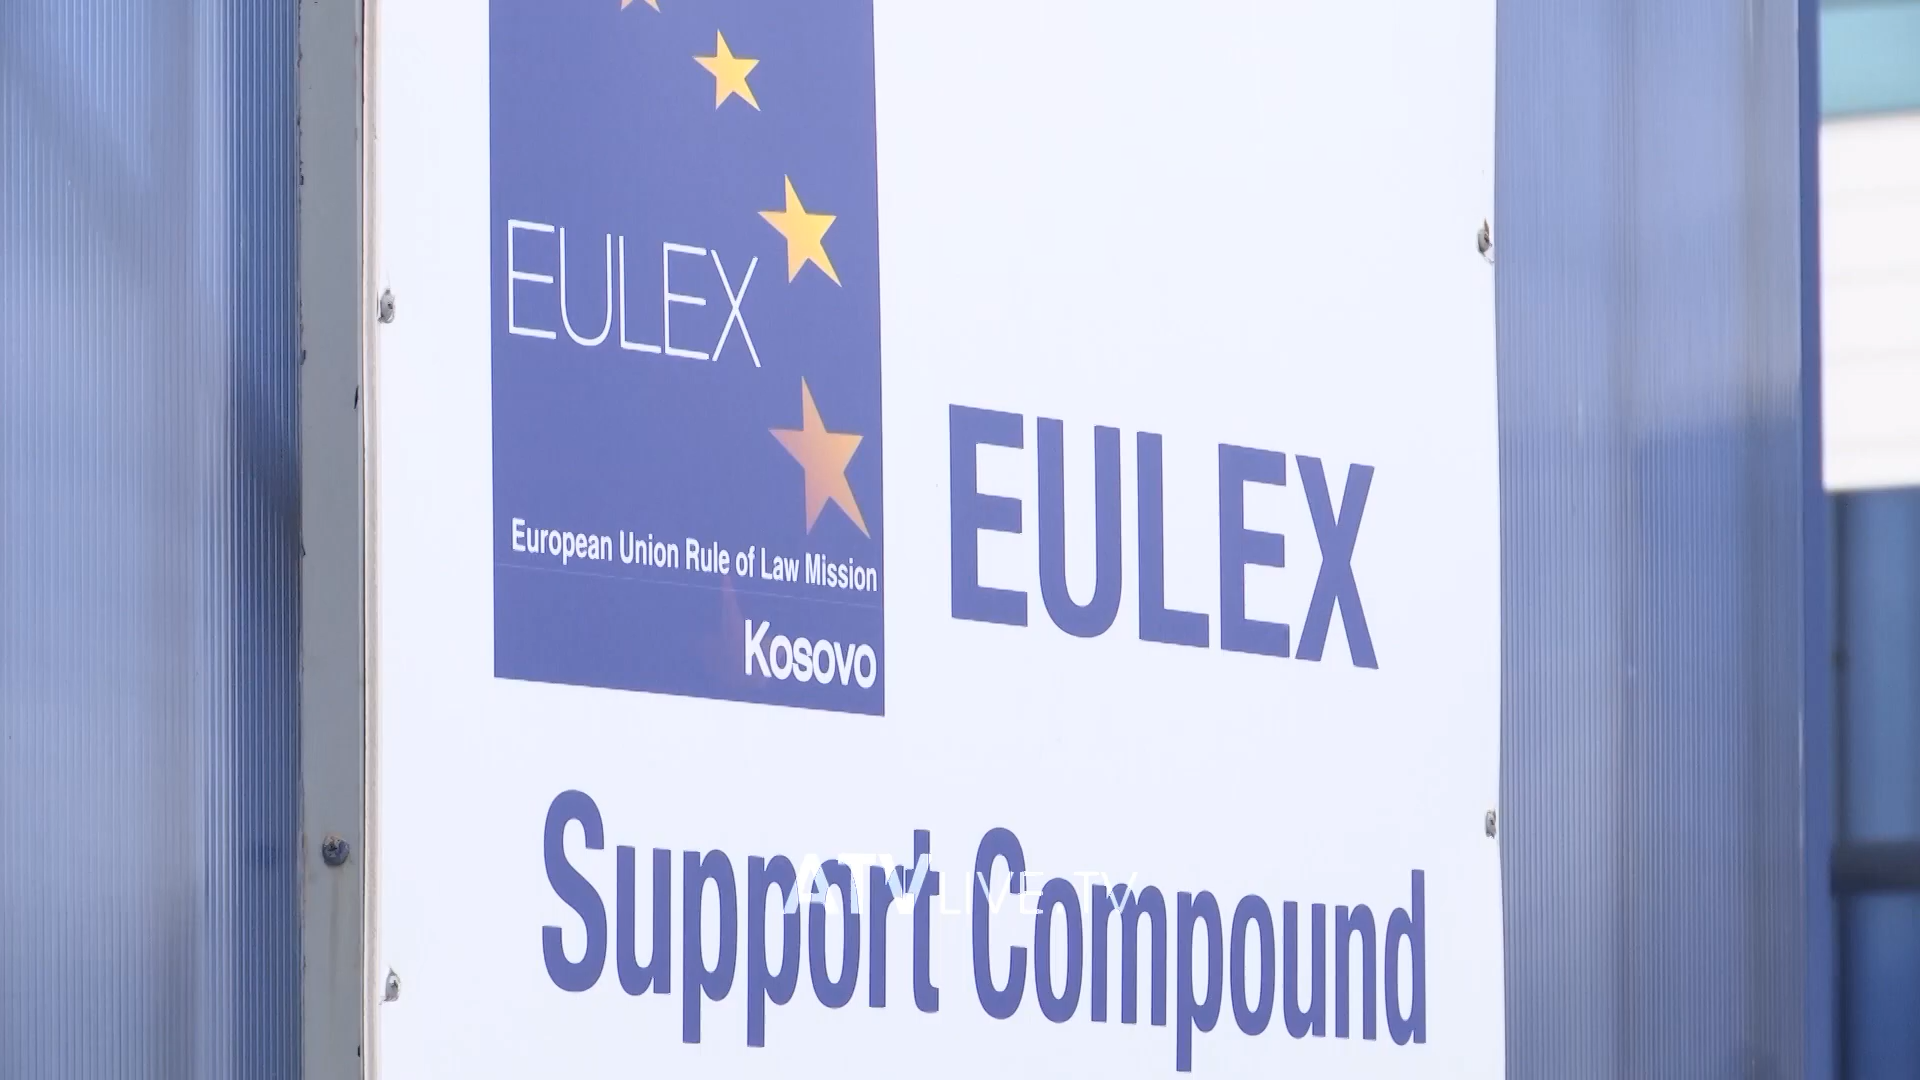 EULEX
European Union Rule of Law Mission
Kosovo
EULEX
Support Compound
ATV LIVE TV